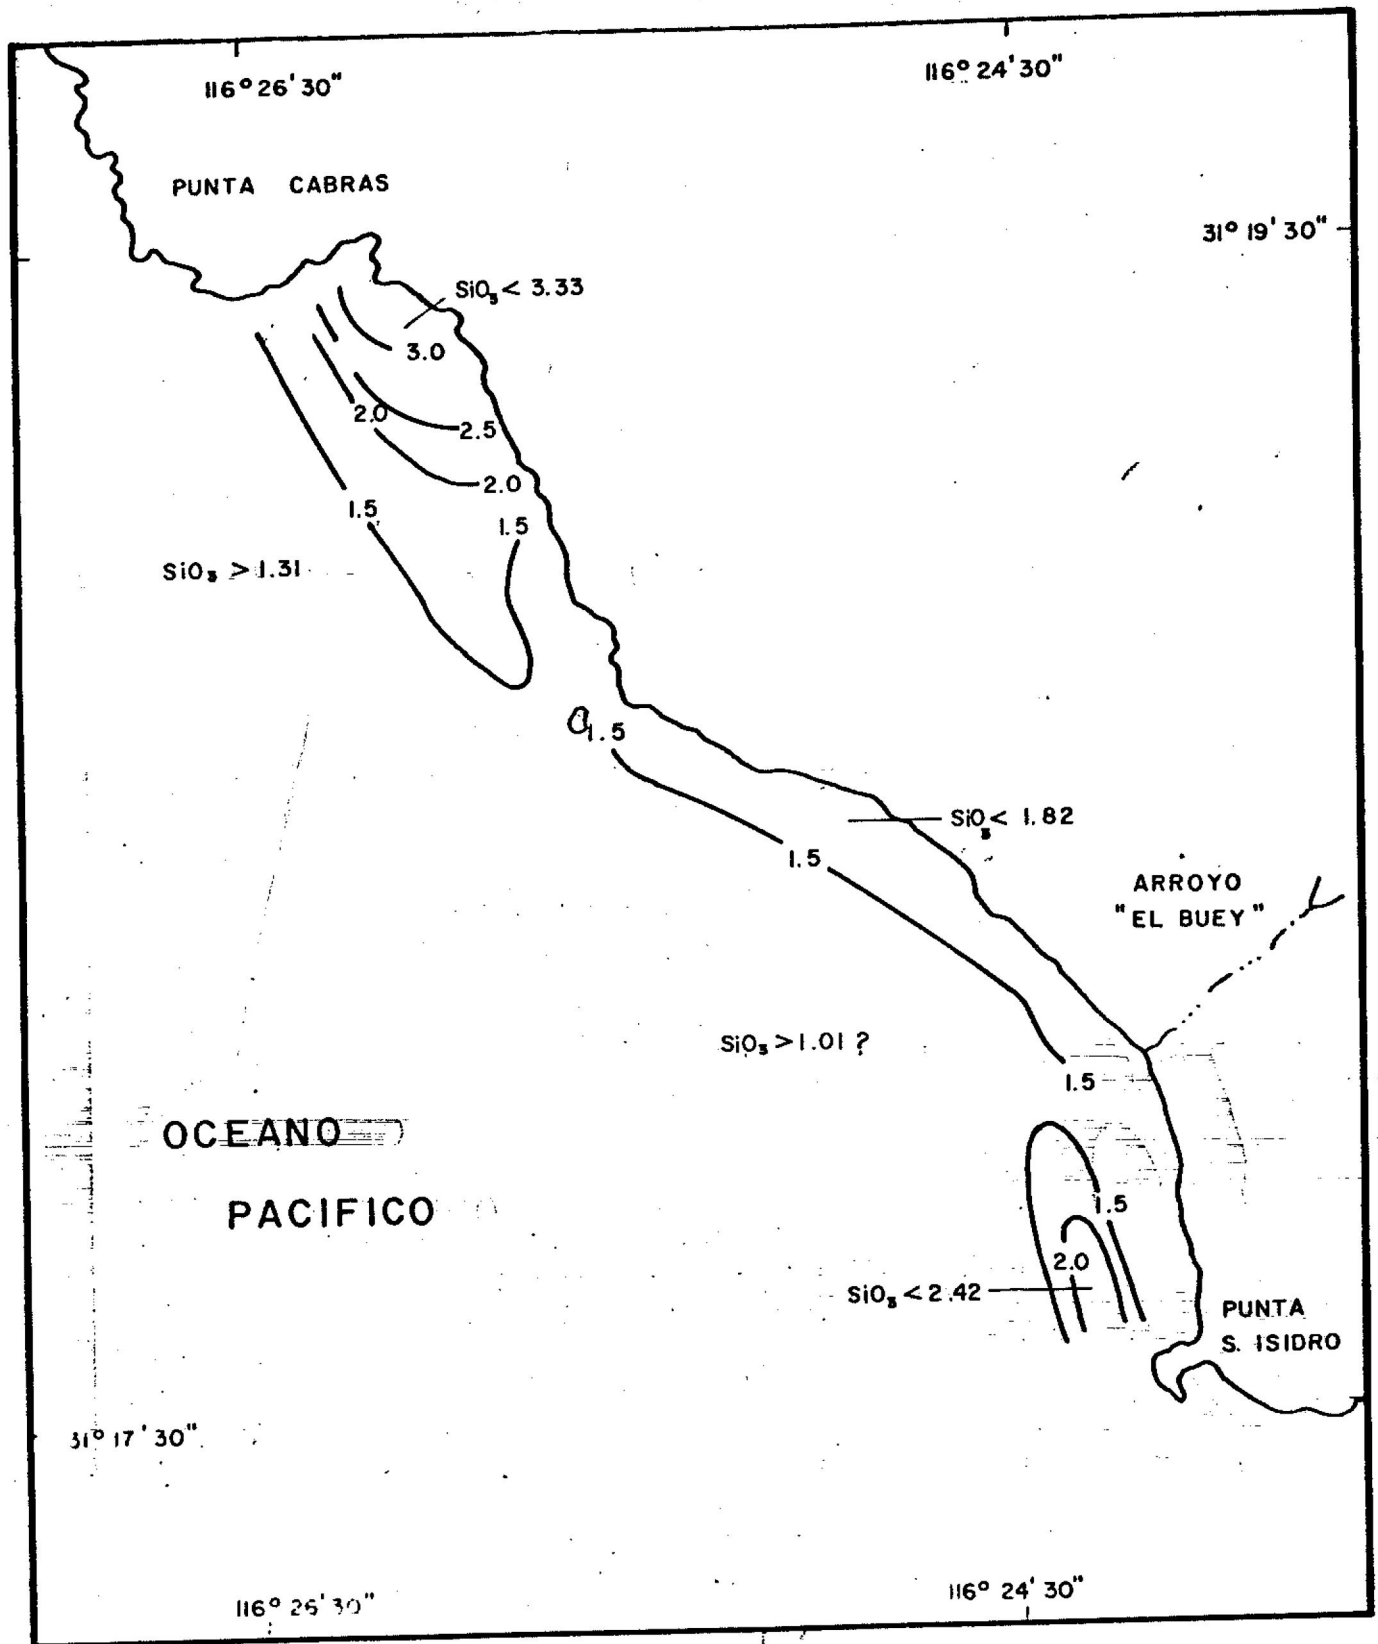 116° 26' 30"
116° 24' 30"
PUNTA CABRAS
31° 19' 30"
SiO₃ < 3.33
3.0
2.0
2.5
2.0
1.5
1.5
SiO₃ > 1.31
1.5
SiO₃ < 1.82
1.5
ARROYO
"EL BUEY"
SiO₃ > 1.01 ?
1.5
OCEANO
PACIFICO
1.5
2.0
SiO₃ < 2.42
PUNTA
S. ISIDRO
31° 17' 30"
116° 26' 30"
116° 24' 30"